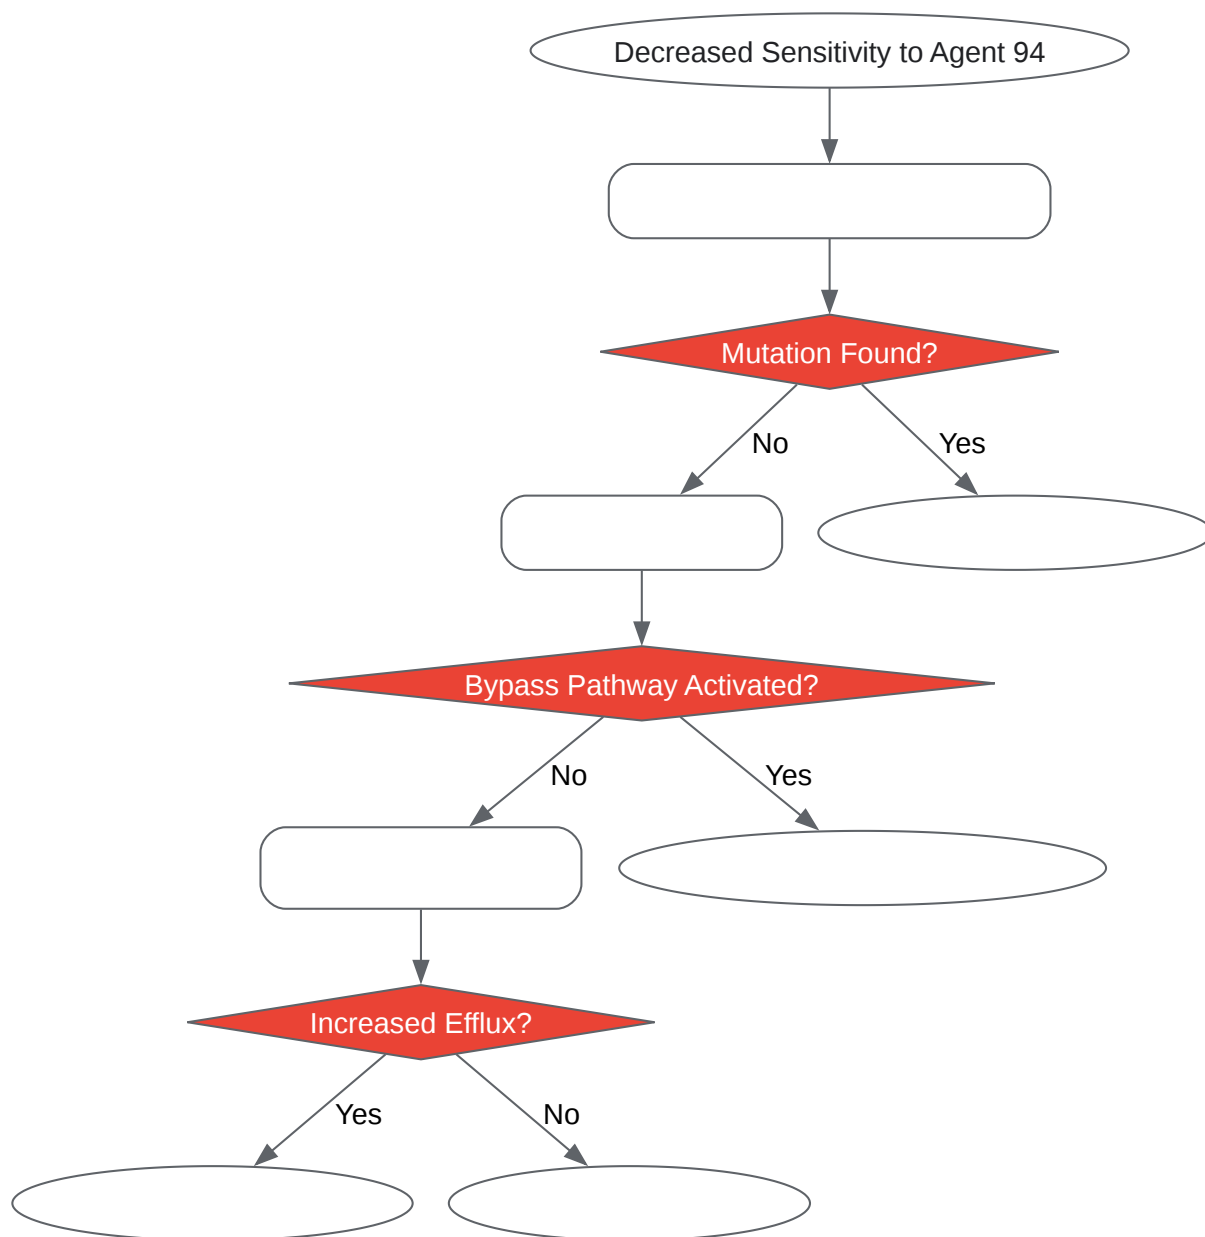 Decreased Sensitivity to Agent 94
Mutation Found?
No
Yes
Bypass Pathway Activated?
No
Yes
Increased Efflux?
Yes
No